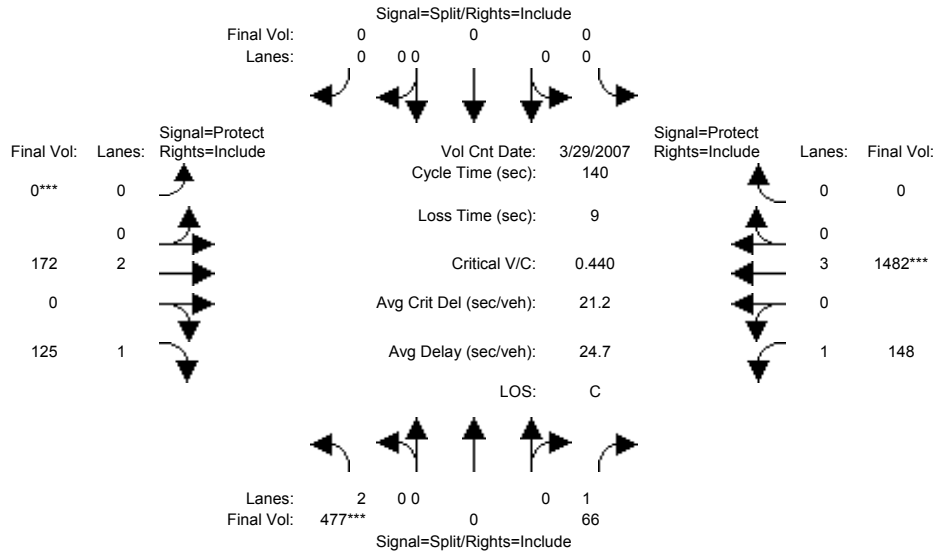 Signal=Split/Rights=Include
Final Vol: 0 0 0
Lanes: 0 0 0 0 0
Signal=Protect Signal=Protect
Final Vol: Lanes: Rights=Include Vol Cnt Date: 3/29/2007 Rights=Include Lanes: Final Vol:
Cycle Time (sec): 140
0*** 0 0 0
Loss Time (sec): 9
0 0
172 2 Critical V/C: 0.440 3 1482***
0 Avg Crit Del (sec/veh): 21.2 0
125 1 Avg Delay (sec/veh): 24.7 1 148
LOS: C
Lanes: 2 0 0 0 1
Final Vol: 477*** 0 66
Signal=Split/Rights=Include